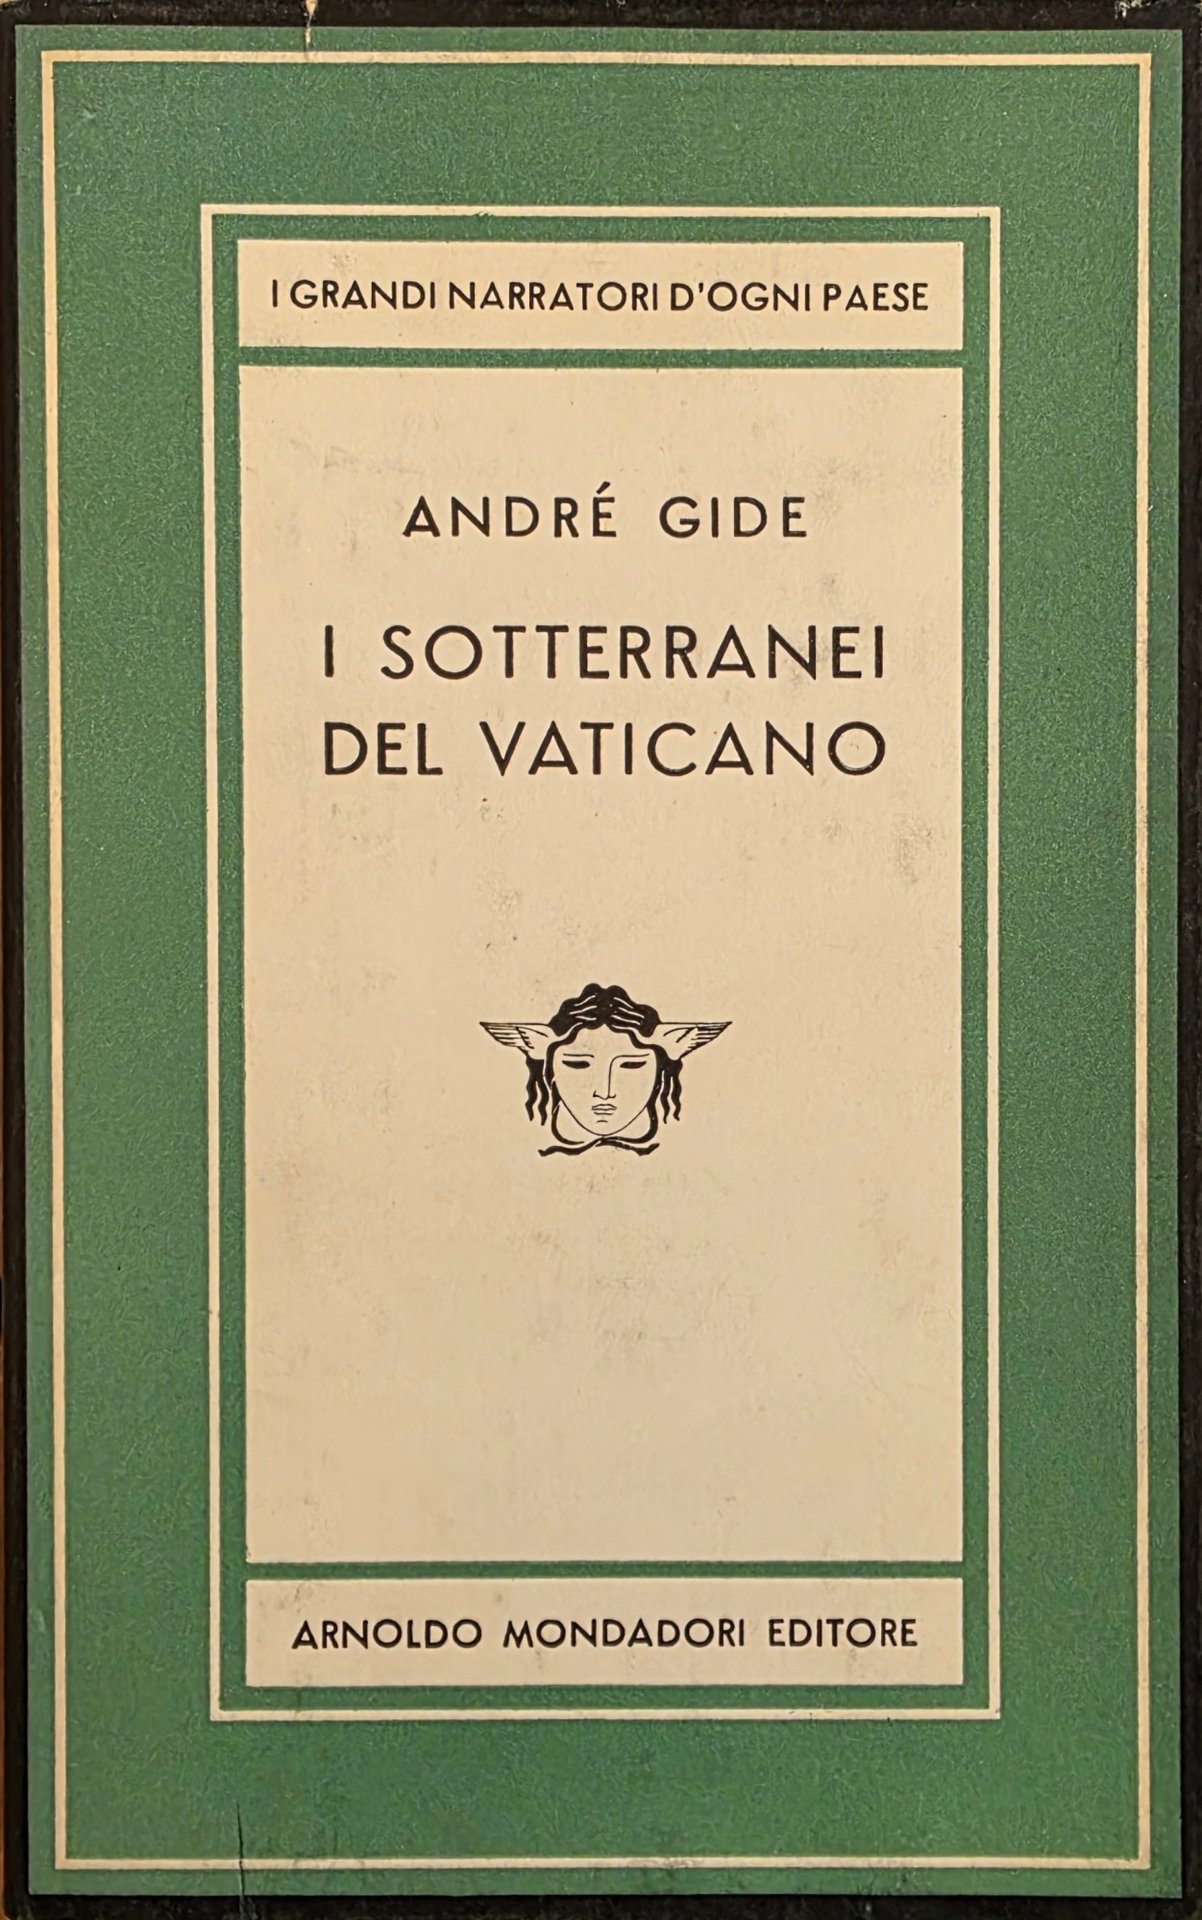 I GRANDI NARRATORI D'OGNI PAESE
ANDRÉ GIDE
I SOTTERRANEI
DEL VATICANO
ARNOLDO MONDADORI EDITORE